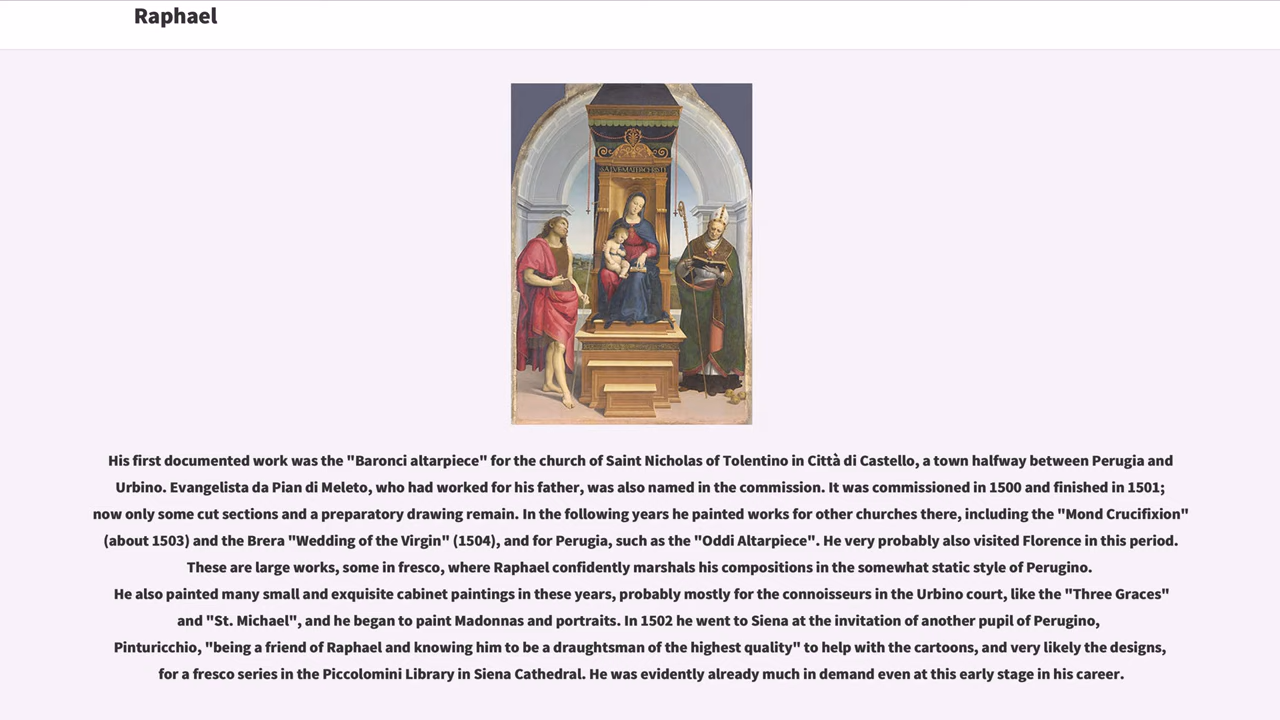 Raphael
His first documented work was the "Baronci altarpiece" for the church of Saint Nicholas of Tolentino in Città di Castello, a town halfway between Perugia and
Urbino. Evangelista da Pian di Meleto, who had worked for his father, was also named in the commission. It was commissioned in 1500 and finished in 1501;
now only some cut sections and a preparatory drawing remain. In the following years he painted works for other churches there, including the "Mond Crucifixion"
(about 1503) and the Brera "Wedding of the Virgin" (1504), and for Perugia, such as the "Oddi Altarpiece". He very probably also visited Florence in this period.
These are large works, some in fresco, where Raphael confidently marshals his compositions in the somewhat static style of Perugino.
He also painted many small and exquisite cabinet paintings in these years, probably mostly for the connoisseurs in the Urbino court, like the "Three Graces"
and "St. Michael", and he began to paint Madonnas and portraits. In 1502 he went to Siena at the invitation of another pupil of Perugino,
Pinturicchio, "being a friend of Raphael and knowing him to be a draughtsman of the highest quality" to help with the cartoons, and very likely the designs,
for a fresco series in the Piccolomini Library in Siena Cathedral. He was evidently already much in demand even at this early stage in his career.